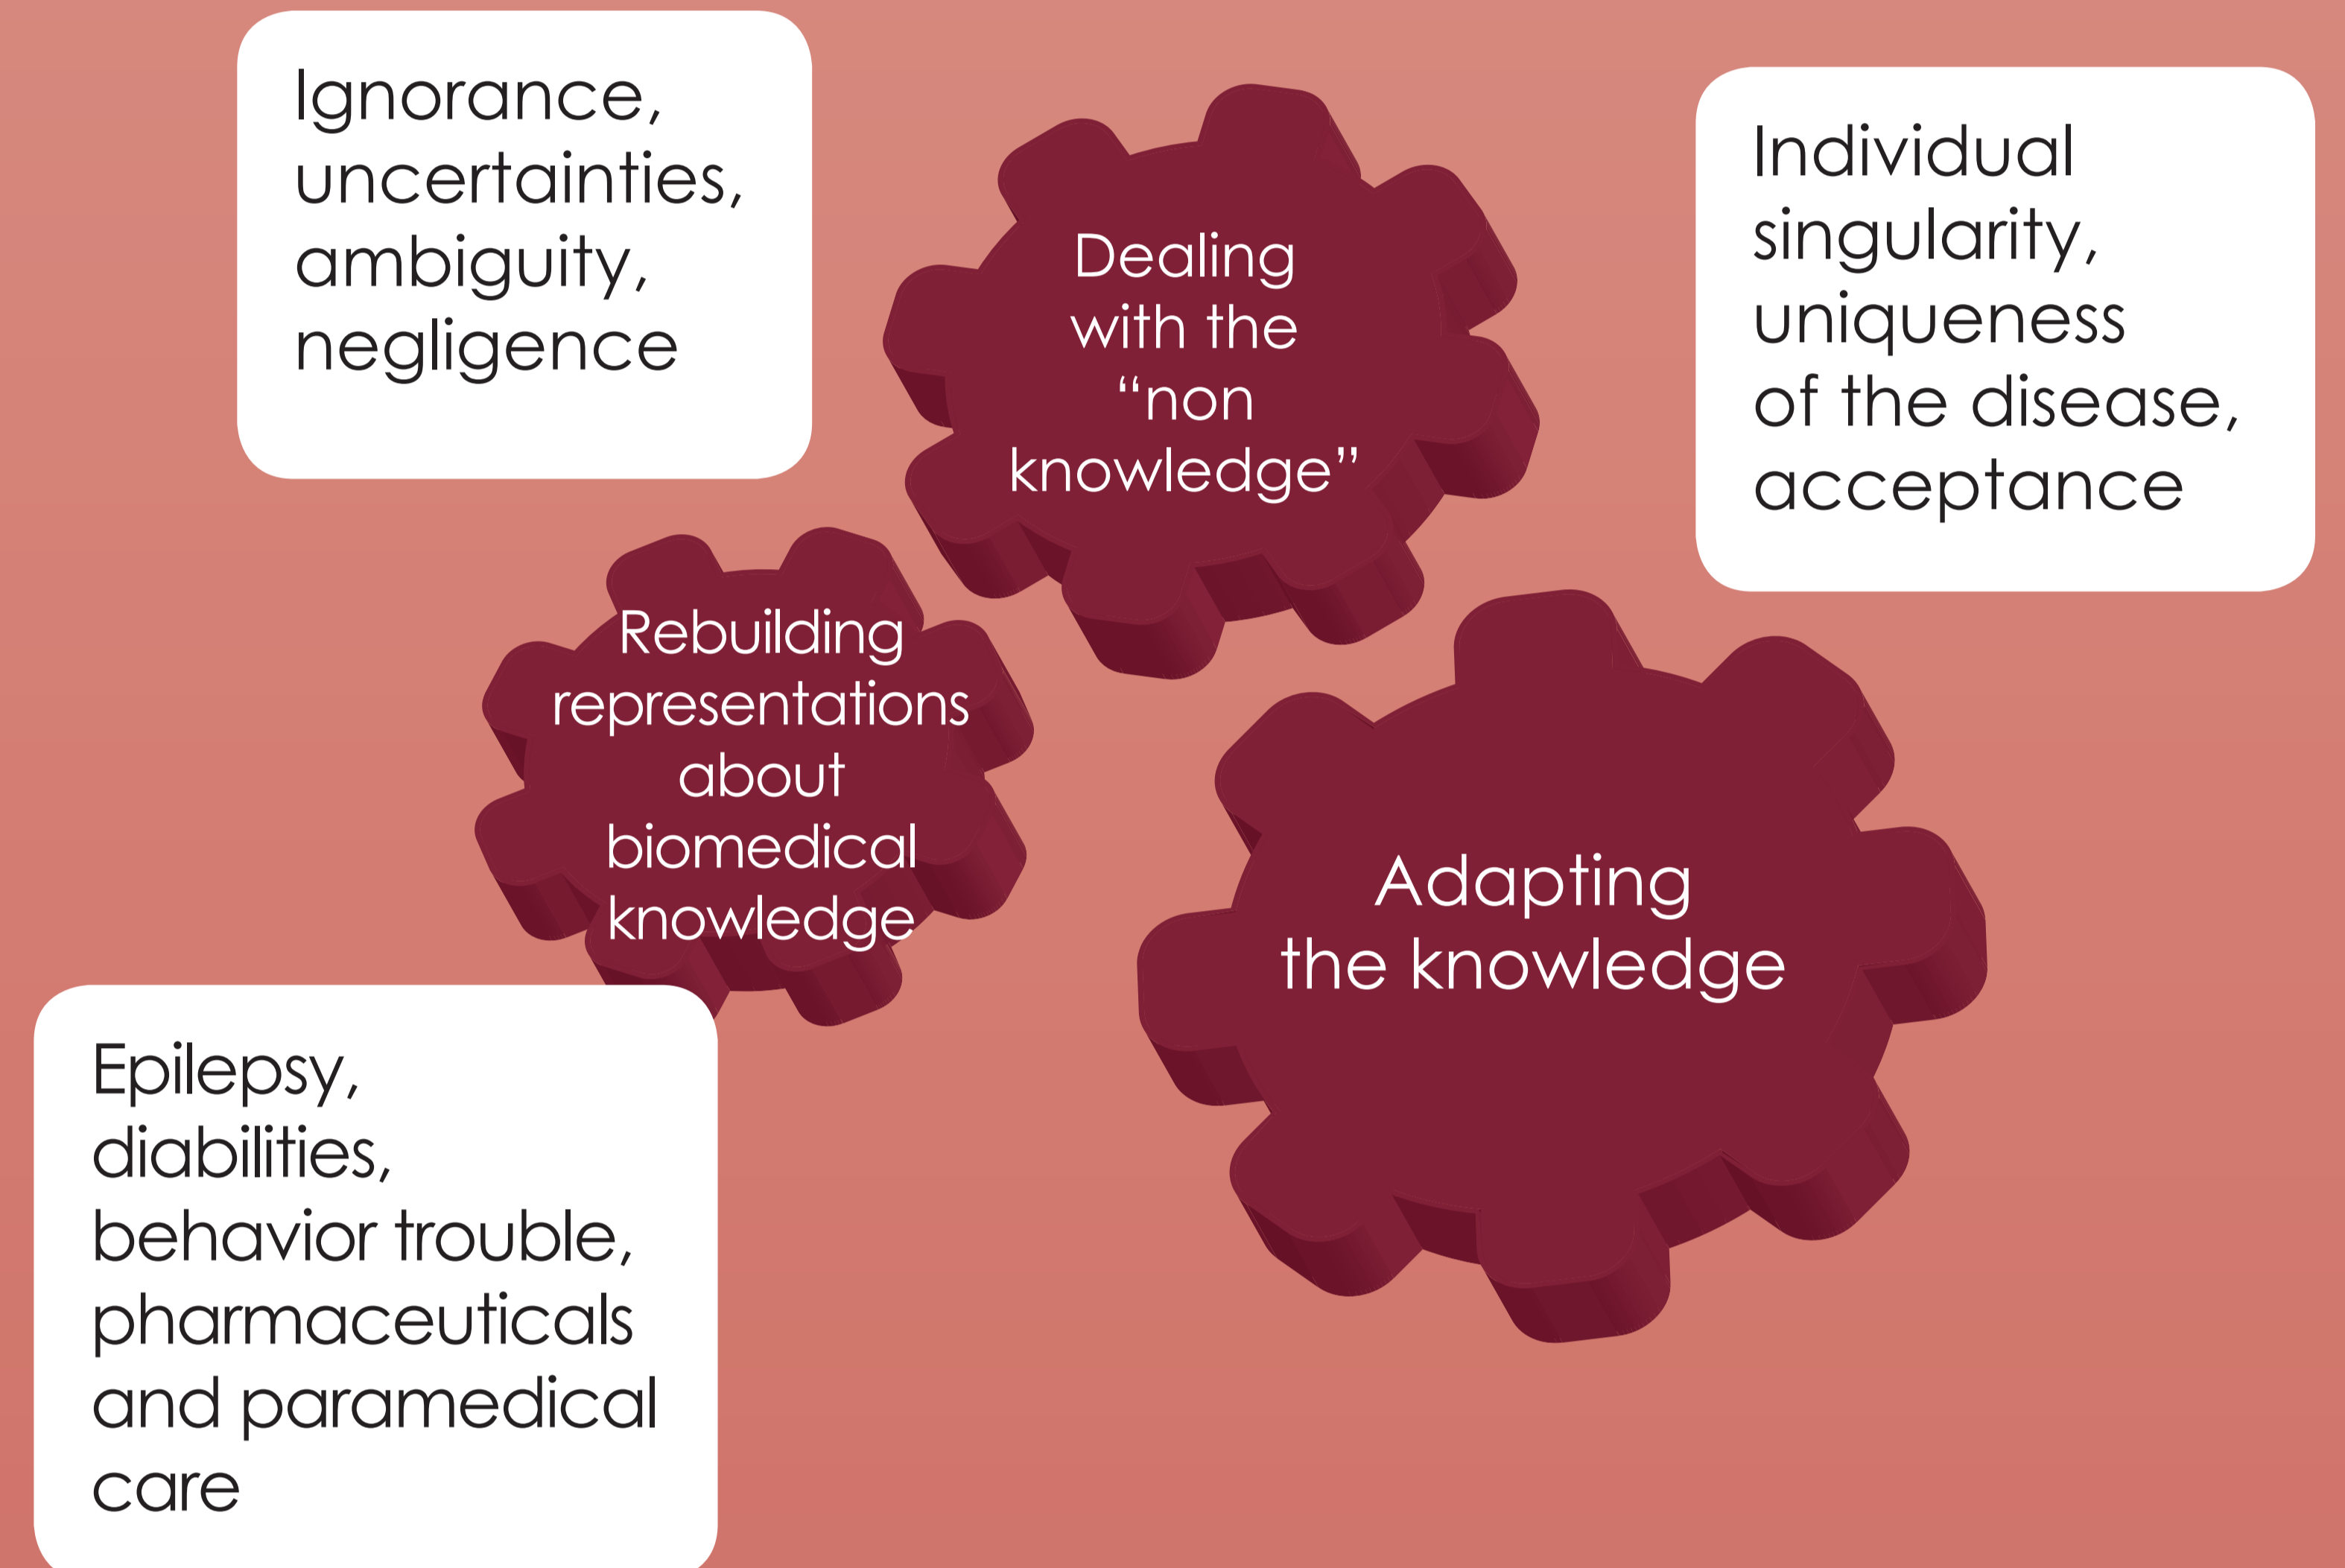 Ignorance,
uncertainties,
ambiguity,
negligence
Dealing
with the
“non
knowledge”
Individual
singularity,
uniqueness
of the disease,
acceptance
Rebuilding
representations
about
biomedical
knowledge
Adapting
the knowledge
Epilepsy,
diabilities,
behavior trouble,
pharmaceuticals
and paramedical
care